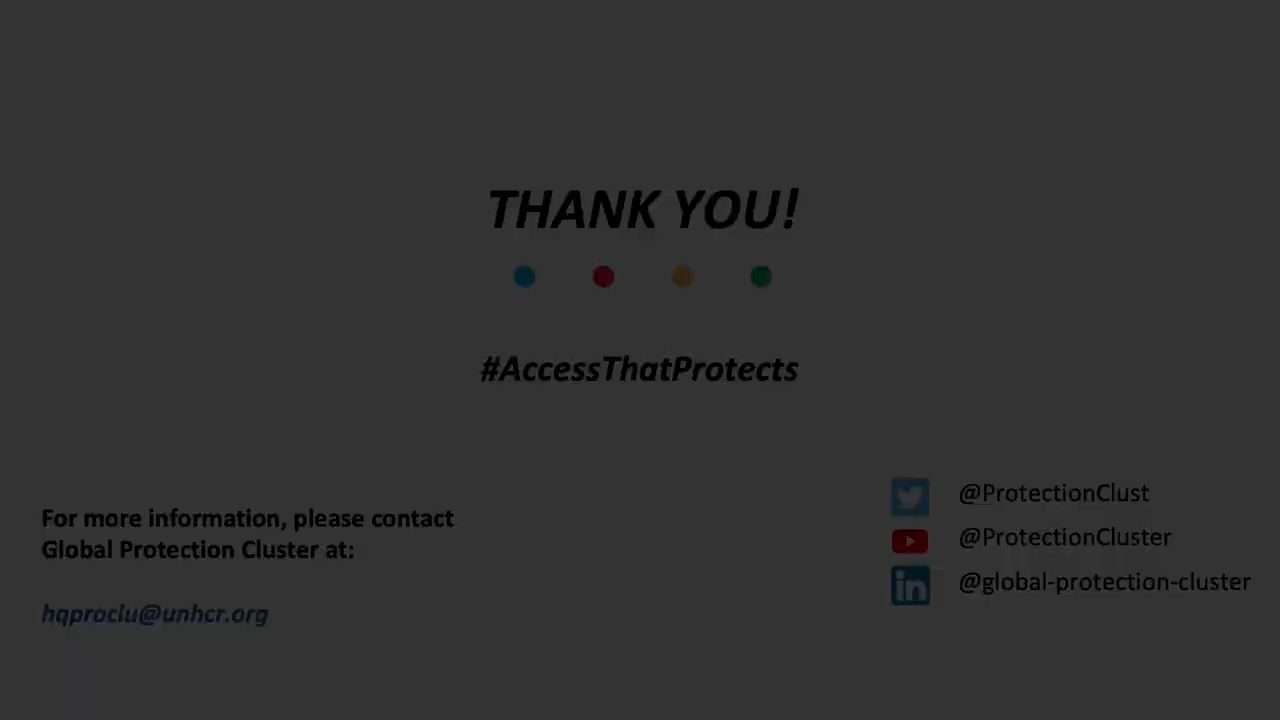 THANK YOU!
#AccessThatProtects
For more information, please contact
Global Protection Cluster at:
hqproclu@unhcr.org
@ProtectionClust
@ProtectionCluster
in @global-protection-cluster